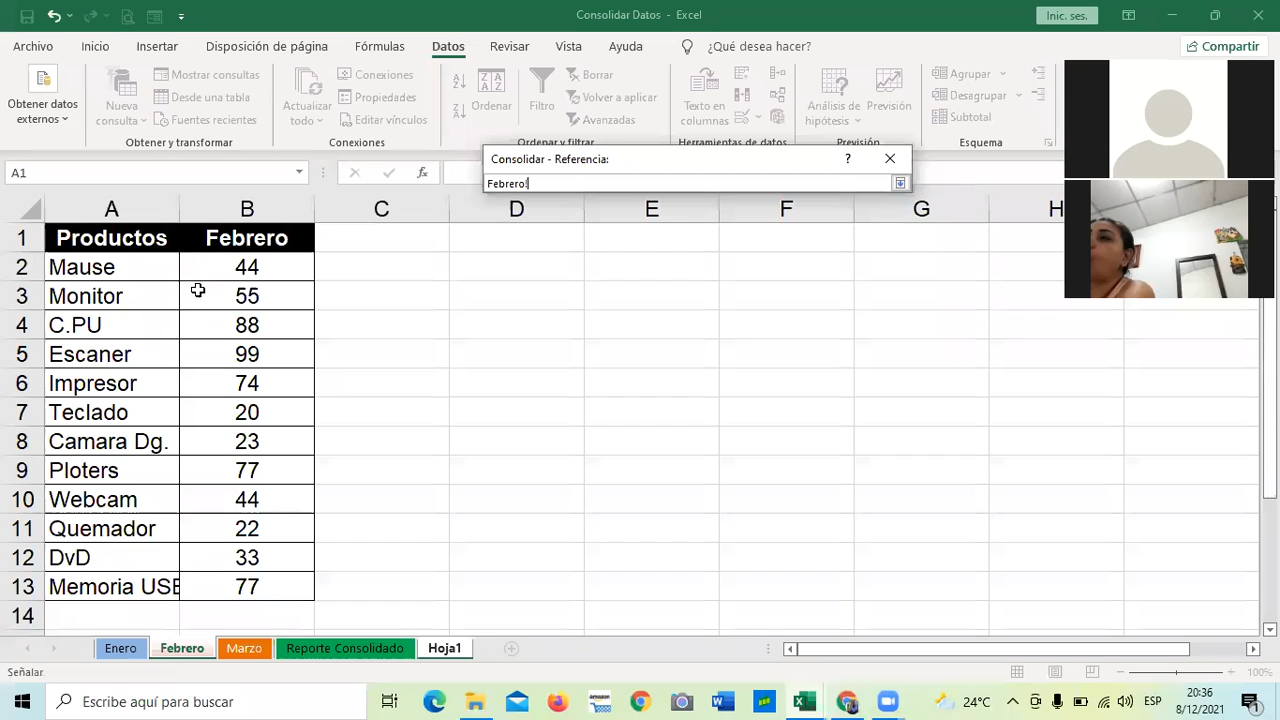 Consolidar Datos - Excel
Inic. ses.
Archivo
Inicio
Insertar
Disposición de página
Fórmulas
Datos
Revisar
Vista
Ayuda
¿Qué desea hacer?
Compartir
Obtener datos
externos
Nueva
consulta
Mostrar consultas
Desde una tabla
Fuentes recientes
Obtener y transformar
Actualizar
todo
Conexiones
Propiedades
Editar vínculos
Conexiones
Ordenar
Filtro
Borrar
Volver a aplicar
Avanzadas
Ordenar y filtrar
Texto en
columnas
Herramientas de datos
Análisis de
hipótesis
Previsión
Previsión
Agrupar
Desagrupar
Subtotal
Esquema
Consolidar - Referencia:
?
Febrero!
A1
fx
A B C D E F G H
1 Productos Febrero
2 Mause 44
3 Monitor 55
4 C.PU 88
5 Escaner 99
6 Impresor 74
7 Teclado 20
8 Camara Dg. 23
9 Ploters 77
10 Webcam 44
11 Quemador 22
12 DvD 33
13 Memoria USB 77
14
Enero
Febrero
Marzo
Reporte Consolidado
Hoja1
Señalar
100%
Escribe aquí para buscar
amazon
24°C
ESP
20:36
8/12/2021
1